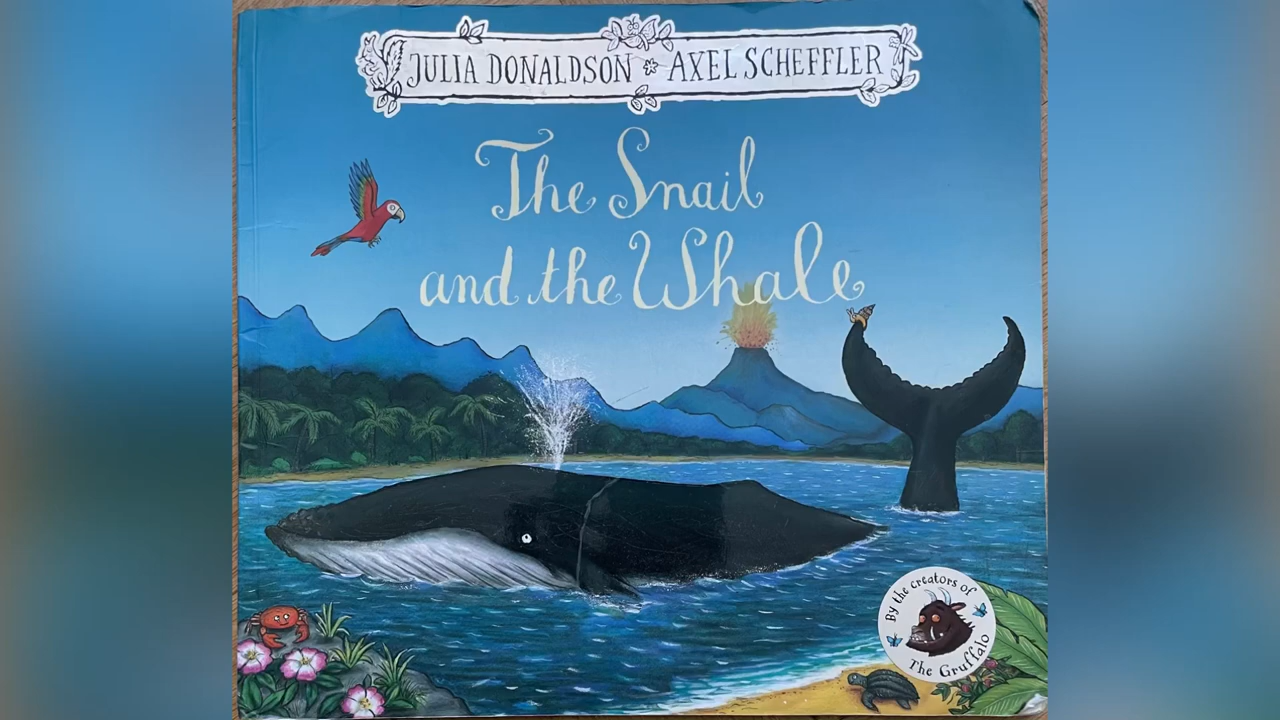 JULIA DONALDSON * AXEL SCHEFFLER
The Snail
and the Whale
By the creators of
The Gruffalo